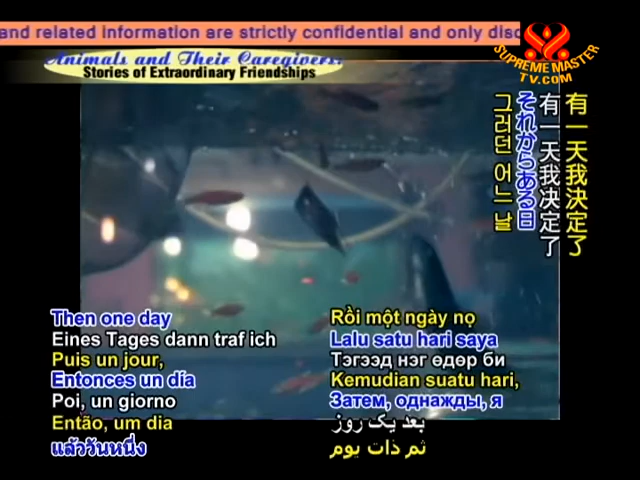 and related information are strictly confidential and only disc
SUPREME MASTER
TV.COM
Animals and Their Caregivers:
Stories of Extraordinary Friendships
有一天我決定了
有一天我决定了
それからある日
그러던 어느 날
Then one day
Eines Tages dann traf ich
Puis un jour,
Entonces un día
Poi, un giorno
Então, um dia
แล้ววันหนึ่ง
Rồi một ngày nọ
Lalu satu hari saya
Тэгээд нэг өдөр би
Kemudian suatu hari,
Затем, однажды, я
بعد یک روز
ثم ذات يوم